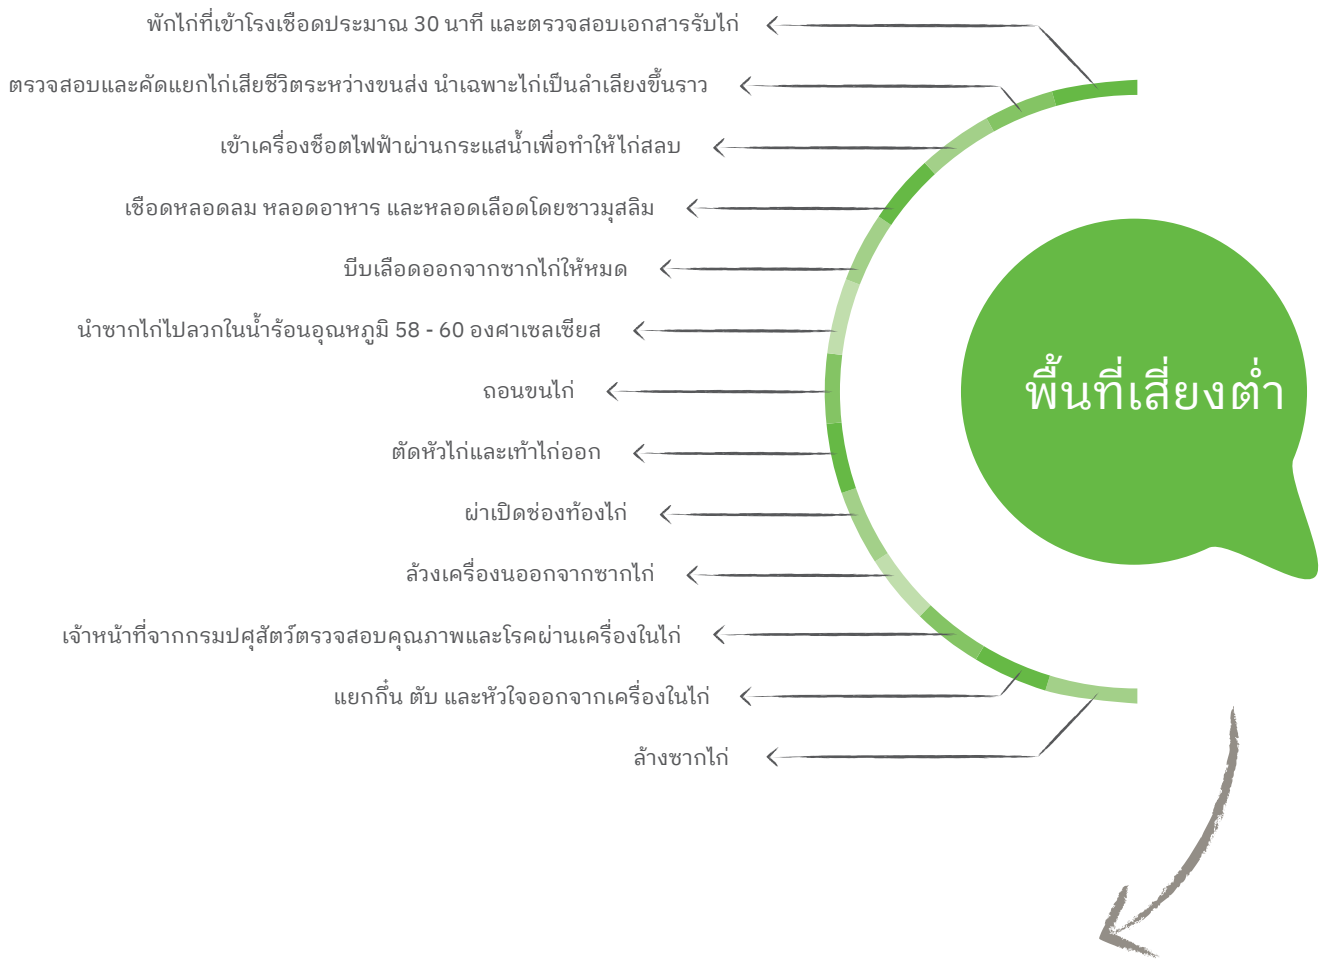 พักไก่ที่เข้าโรงเชือดประมาณ 30 นาที และตรวจสอบเอกสารรับไก่
ตรวจสอบและคัดแยกไก่เสียชีวิตระหว่างขนส่ง นำเฉพาะไก่เป็นลำเลียงขึ้นราว
เข้าเครื่องช็อตไฟฟ้าผ่านกระแสน้ำเพื่อทำให้ไก่สลบ
เชือดหลอดลม หลอดอาหาร และหลอดเลือดโดยชาวมุสลิม
บีบเลือดออกจากซากไก่ให้หมด
นำซากไก่ไปลวกในน้ำร้อนอุณหภูมิ 58 - 60 องศาเซลเซียส
ถอนขนไก่
พื้นที่เสี่ยงต่ำ
ตัดหัวไก่และเท้าไก่ออก
ผ่าเปิดช่องท้องไก่
ล้วงเครื่องนออกจากซากไก่
เจ้าหน้าที่จากกรมปศุสัตว์ตรวจสอบคุณภาพและโรคผ่านเครื่องในไก่
แยกกึ๋น ตับ และหัวใจออกจากเครื่องในไก่
ล้างซากไก่